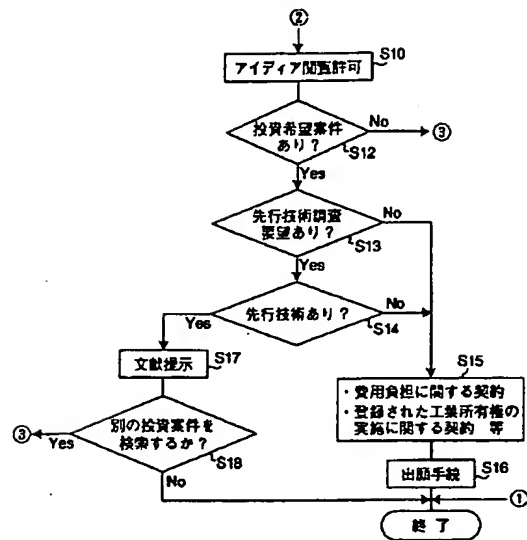 ②
S10
アイディア閲覧許可
投資希望案件
あり？
No
③
S12
Yes
先行技術調査
要望あり？
No
S13
Yes
先行技術あり？
No
Yes
S14
S17
文献提示
S15
・費用負担に関する契約
・登録された工業所有権の
実施に関する契約 等
別の投資案件を
検索するか？
③
Yes
S18
No
S16
出願手続
①
終了